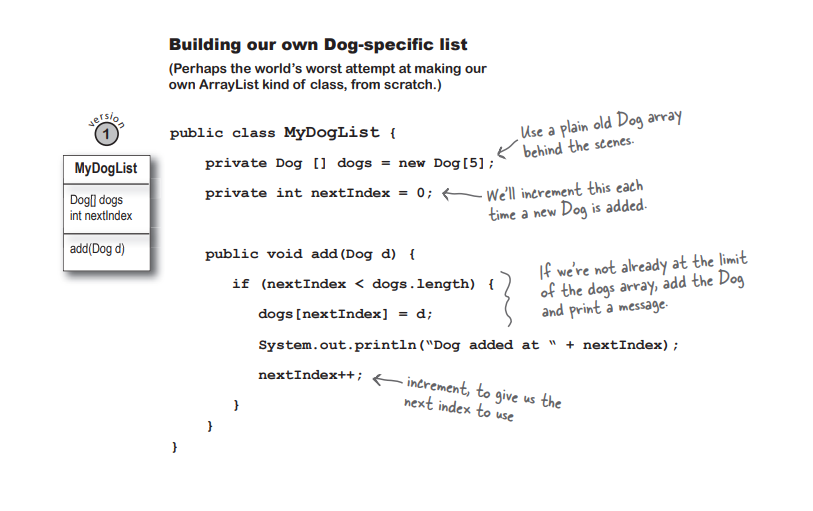 Building our own Dog-specific list
(Perhaps the world's worst attempt at making our
own ArrayList kind of class, from scratch.)
version
1
MyDogList
Dog[] dogs
int nextIndex
add(Dog d)
public class MyDogList {
private Dog [] dogs = new Dog[5];
Use a plain old Dog array
behind the scenes.
private int nextIndex = 0;
We'll increment this each
time a new Dog is added.
public void add(Dog d) {
if (nextIndex < dogs.length) {
If we're not already at the limit
of the dogs array, add the Dog
and print a message.
dogs[nextIndex] = d;
System.out.println(“Dog added at “ + nextIndex);
nextIndex++;
increment, to give us the
next index to use
}
}
}